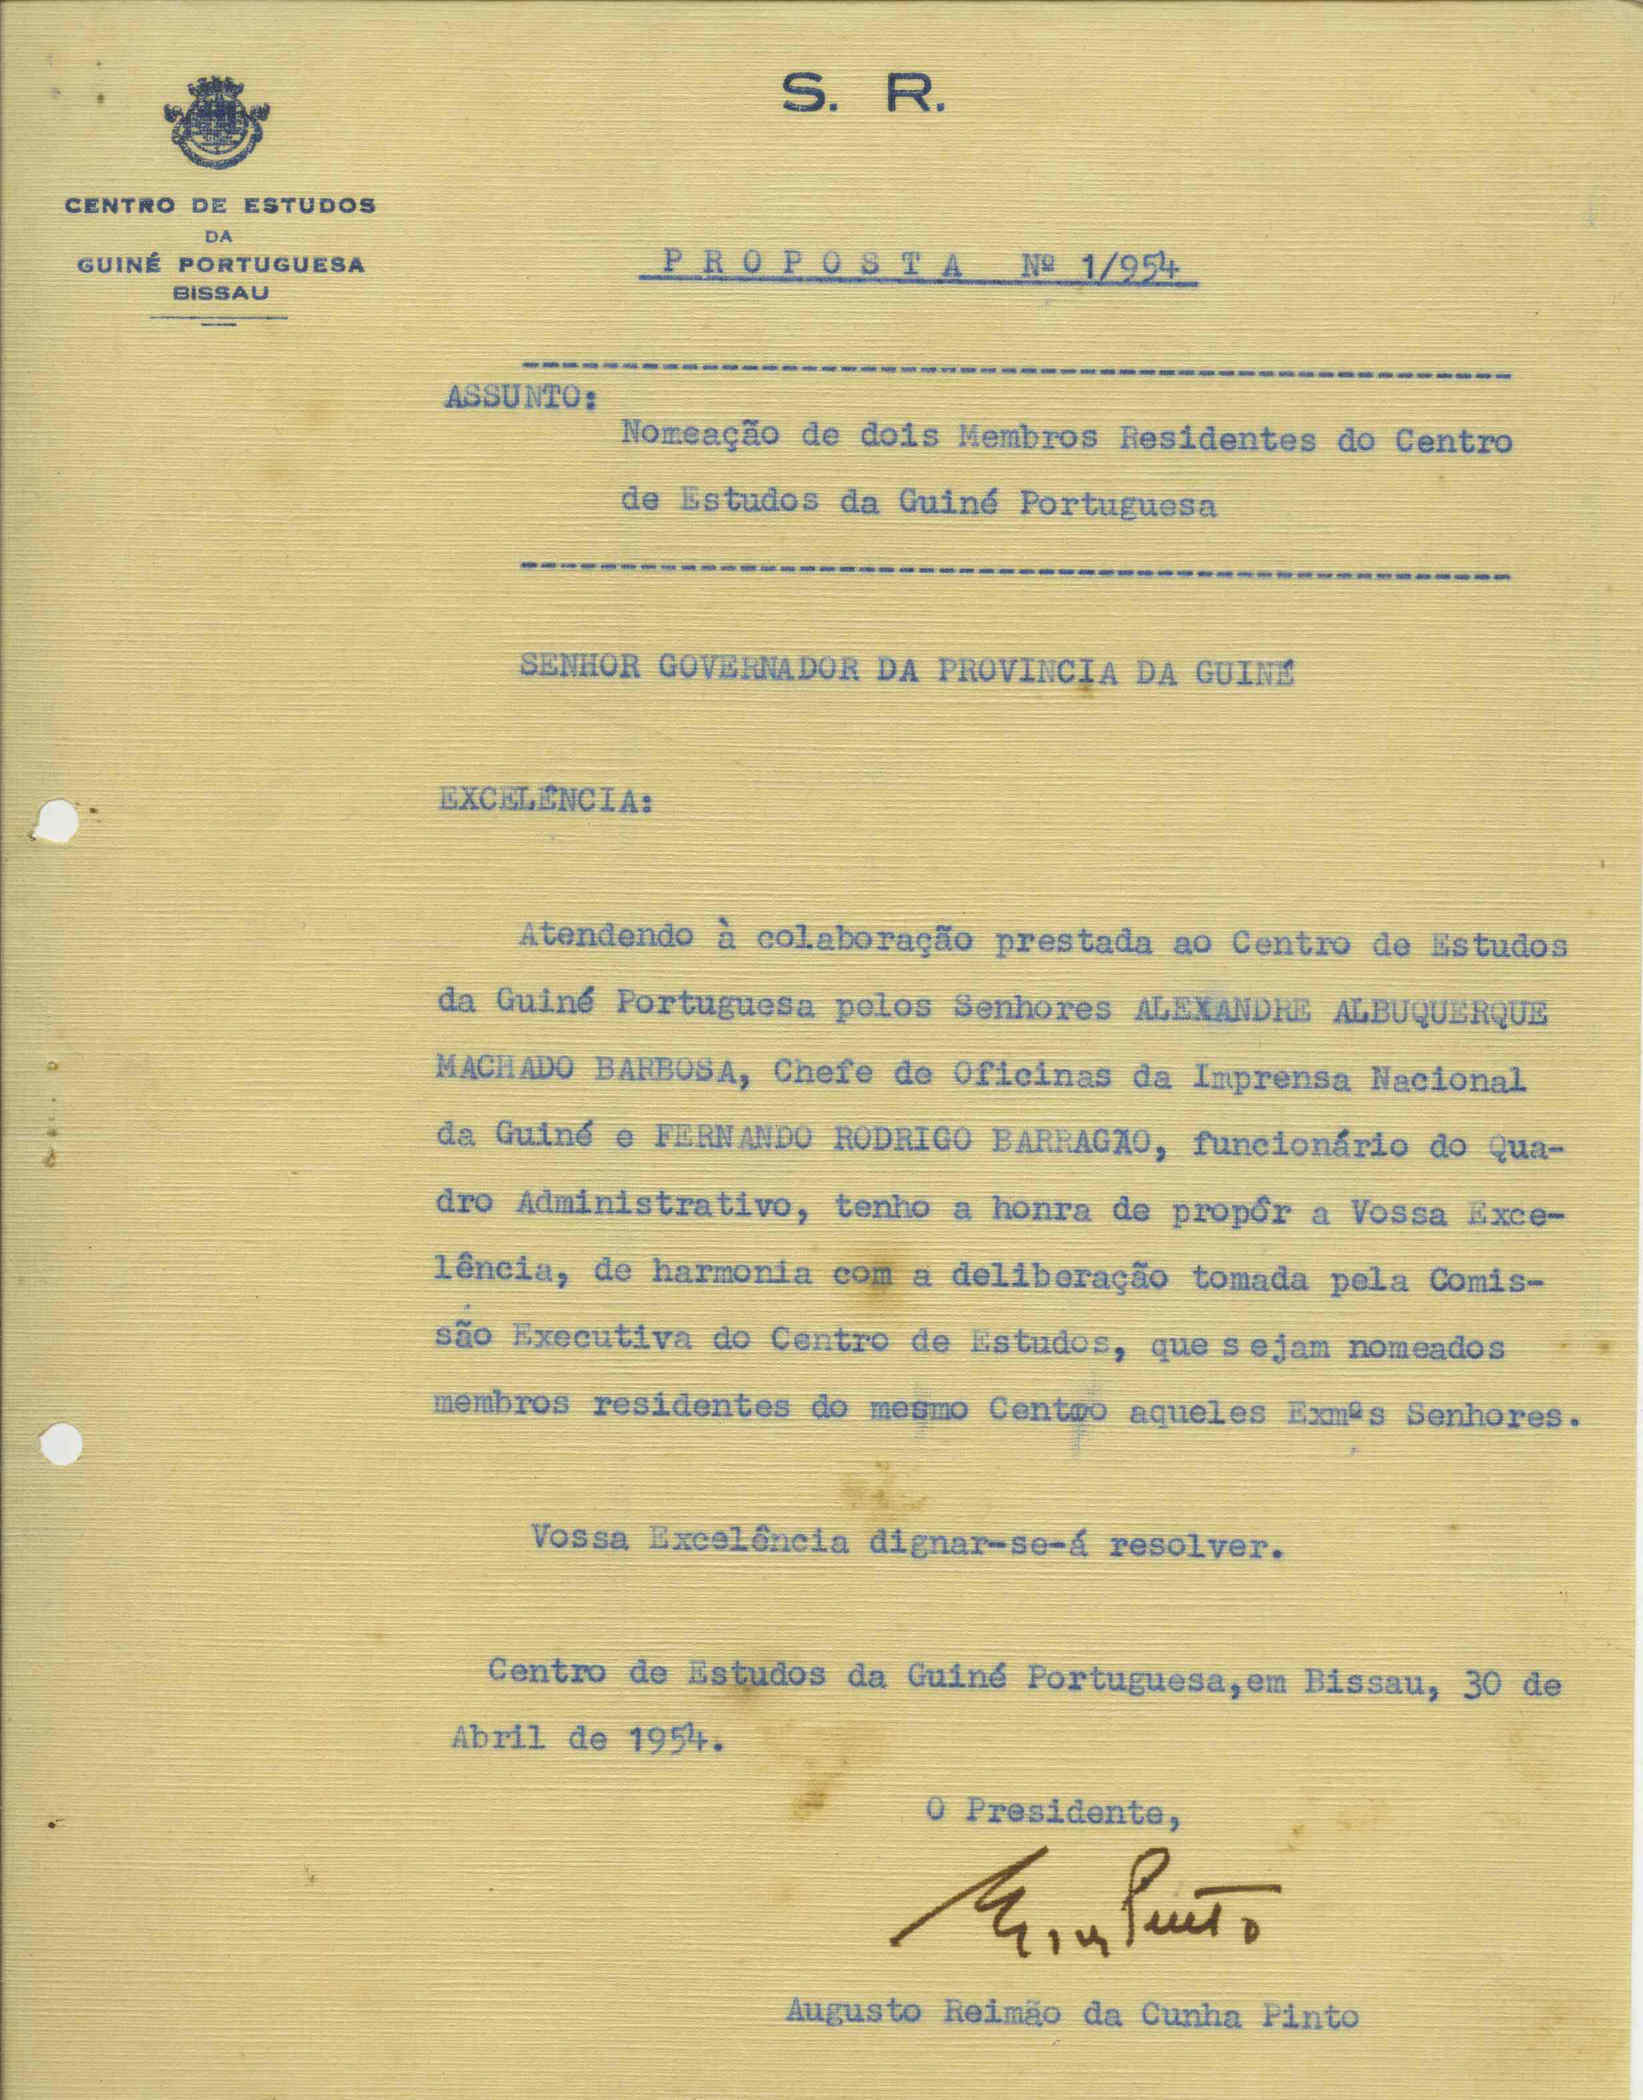 S. R.
CENTRO DE ESTUDOS
DA
GUINÉ PORTUGUESA
BISSAU
PROPOSTA Nº 1/954
ASSUNTO:
Nomeação de dois Membros Residentes do Centro
de Estudos da Guiné Portuguesa
SENHOR GOVERNADOR DA PROVINCIA DA GUINÉ
EXCELÊNCIA:
Atendendo à colaboração prestada ao Centro de Estudos
da Guiné Portuguesa pelos Senhores ALEXANDRE ALBUQUERQUE
MACHADO BARBOSA, Chefe de Oficinas da Imprensa Nacional
da Guiné e FERNANDO RODRIGO BARRAGÃO, funcionário do Qua-
dro Administrativo, tenho a honra de propôr a Vossa Exce-
lência, de harmonia com a deliberação tomada pela Comis-
são Executiva do Centro de Estudos, que sejam nomeados
membros residentes do mesmo Centro aqueles Exmºs Senhores.
Vossa Excelência dignar-se-á resolver.
Centro de Estudos da Guiné Portuguesa,em Bissau, 30 de
Abril de 1954.
O Presidente,
Pinto
Augusto Reimão da Cunha Pinto